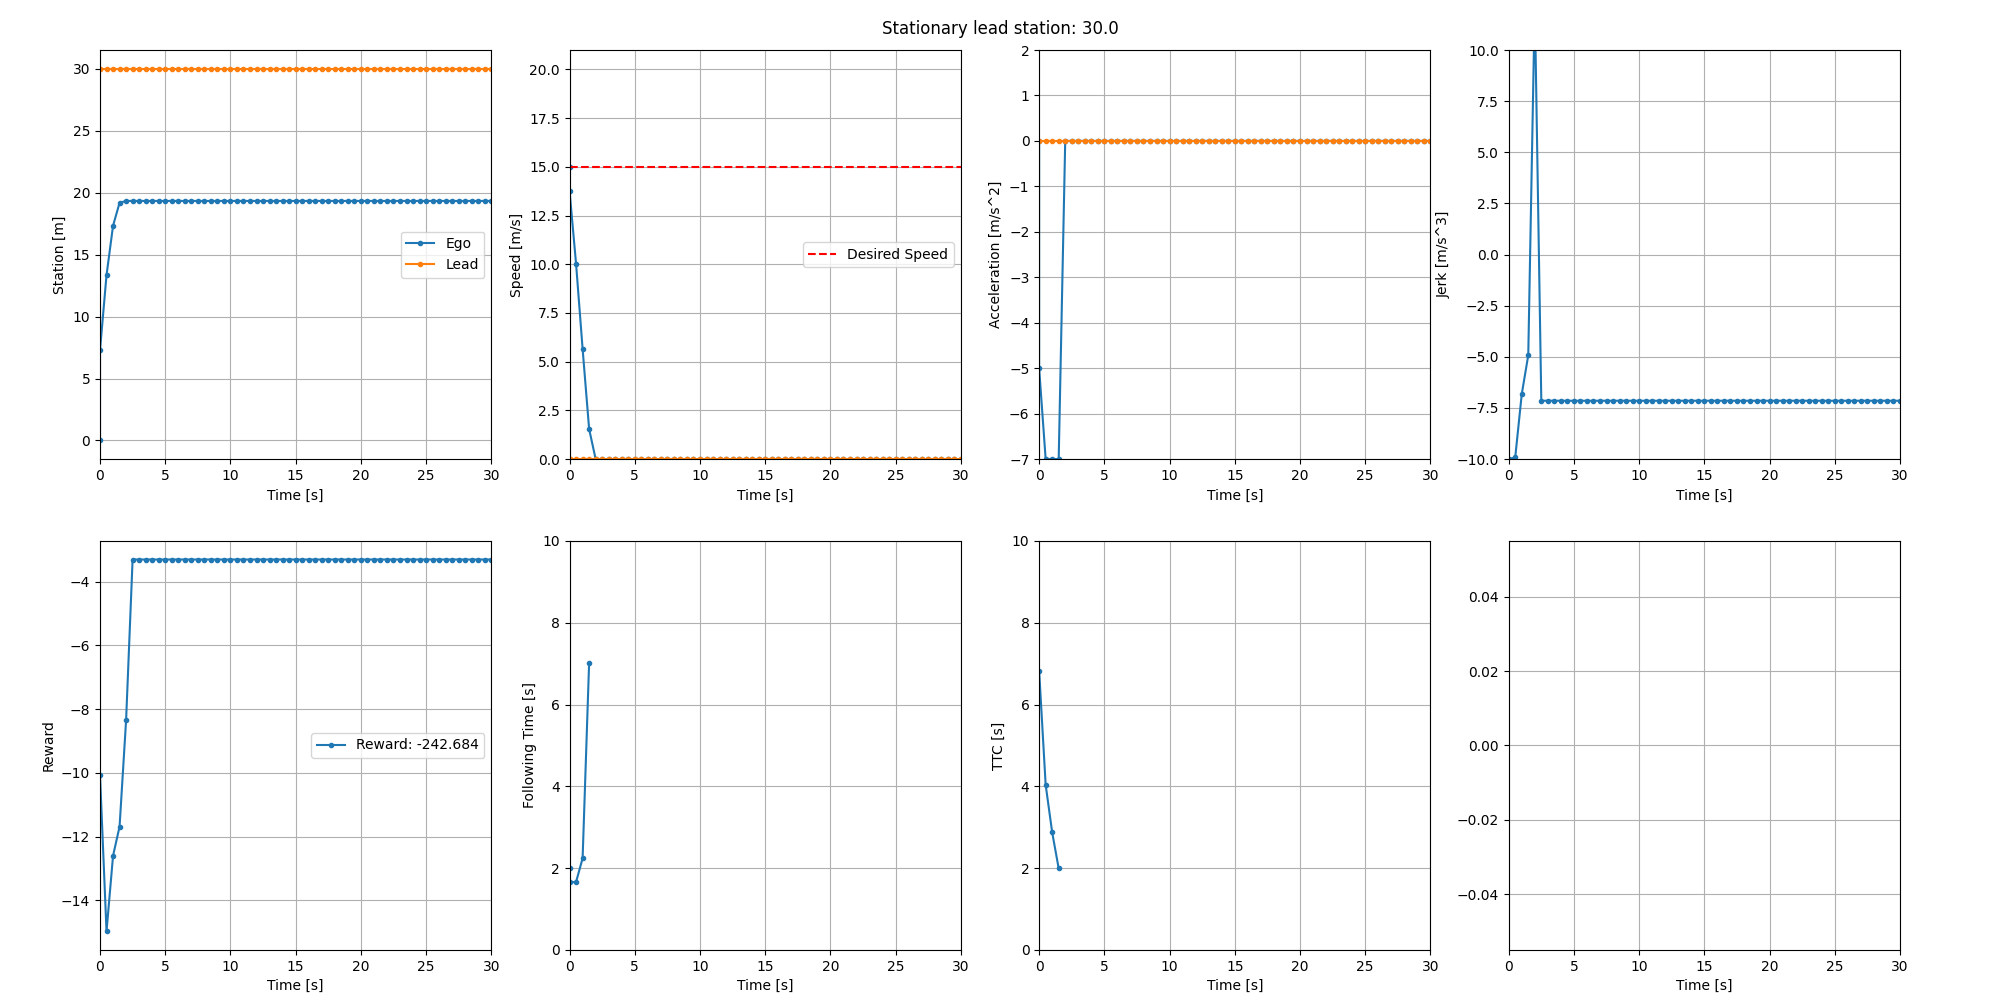 Stationary lead station: 30.0
Station [m]
30
25
20
15
10
5
0
Ego
Lead
0 5 10 15 20 25 30
Time [s]
Speed [m/s]
20.0
17.5
15.0
12.5
10.0
7.5
5.0
2.5
0.0
Desired Speed
0 5 10 15 20 25 30
Time [s]
Acceleration [m/s^2]
2
1
0
−1
−2
−3
−4
−5
−6
−7
0 5 10 15 20 25 30
Time [s]
Jerk [m/s^3]
10.0
7.5
5.0
2.5
0.0
−2.5
−5.0
−7.5
−10.0
0 5 10 15 20 25 30
Time [s]
Reward
−4
−6
−8
−10
−12
−14
Reward: -242.684
0 5 10 15 20 25 30
Time [s]
Following Time [s]
10
8
6
4
2
0
0 5 10 15 20 25 30
Time [s]
TTC [s]
10
8
6
4
2
0
0 5 10 15 20 25 30
Time [s]
0.04
0.02
0.00
−0.02
−0.04
0 5 10 15 20 25 30
Time [s]